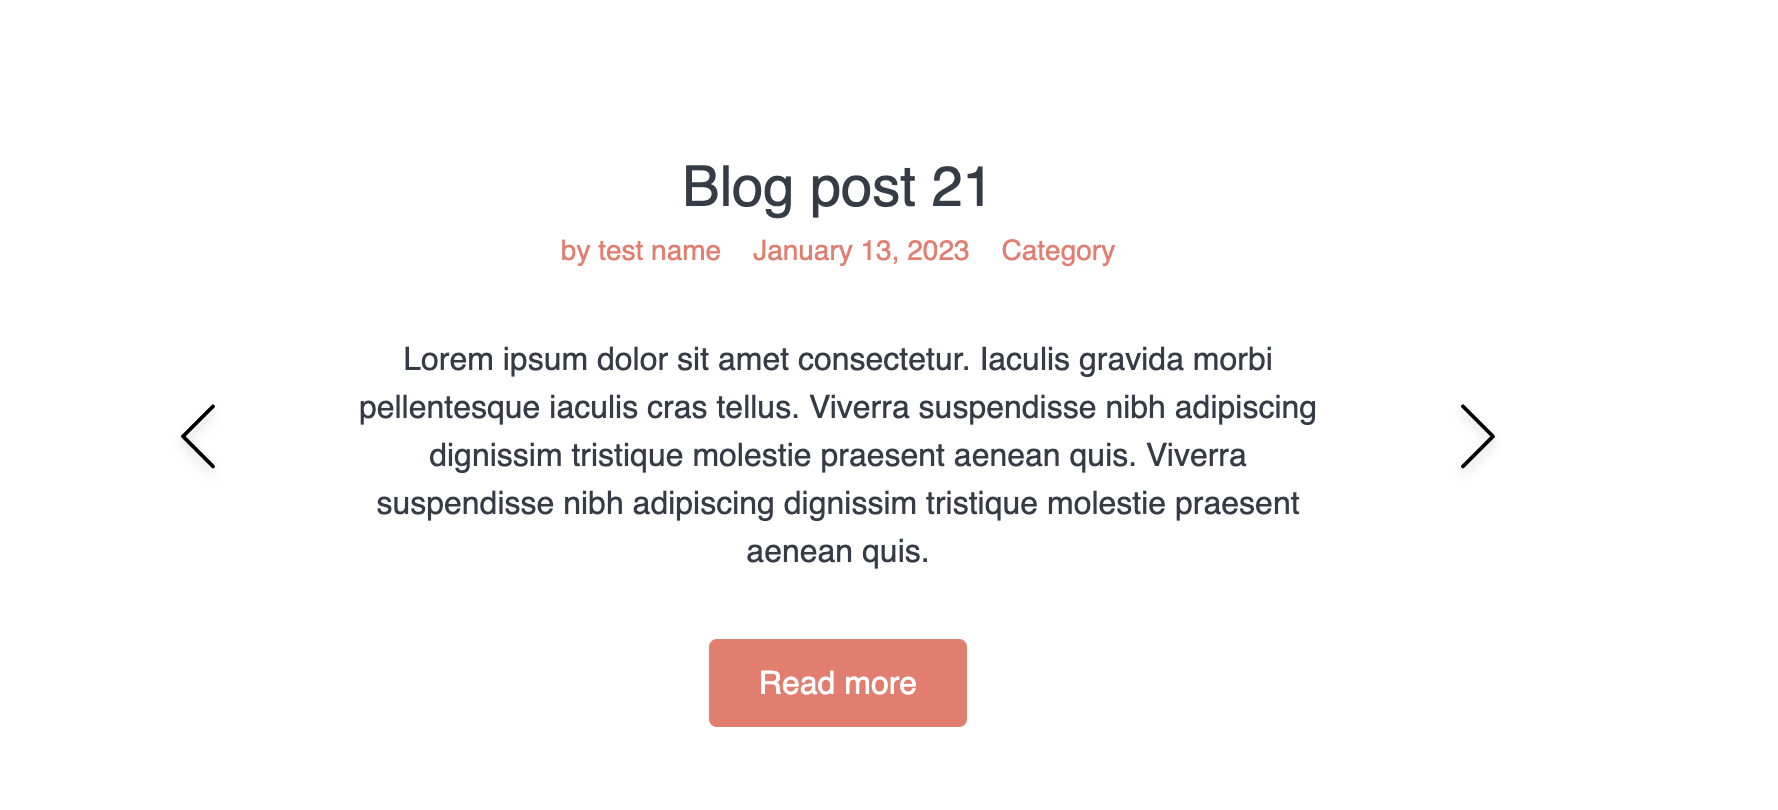 Blog post 21
by test name January 13, 2023 Category
Lorem ipsum dolor sit amet consectetur. Iaculis gravida morbi
pellentesque iaculis cras tellus. Viverra suspendisse nibh adipiscing
dignissim tristique molestie praesent aenean quis. Viverra
suspendisse nibh adipiscing dignissim tristique molestie praesent
aenean quis.
Read more